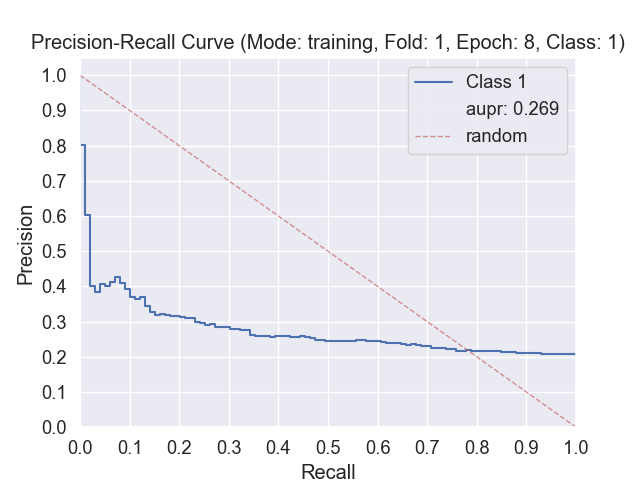 Precision-Recall Curve (Mode: training, Fold: 1, Epoch: 8, Class: 1)
Class 1
aupr: 0.269
random
Precision
1.0
0.9
0.8
0.7
0.6
0.5
0.4
0.3
0.2
0.1
0.0
0.0 0.1 0.2 0.3 0.4 0.5 0.6 0.7 0.8 0.9 1.0
Recall